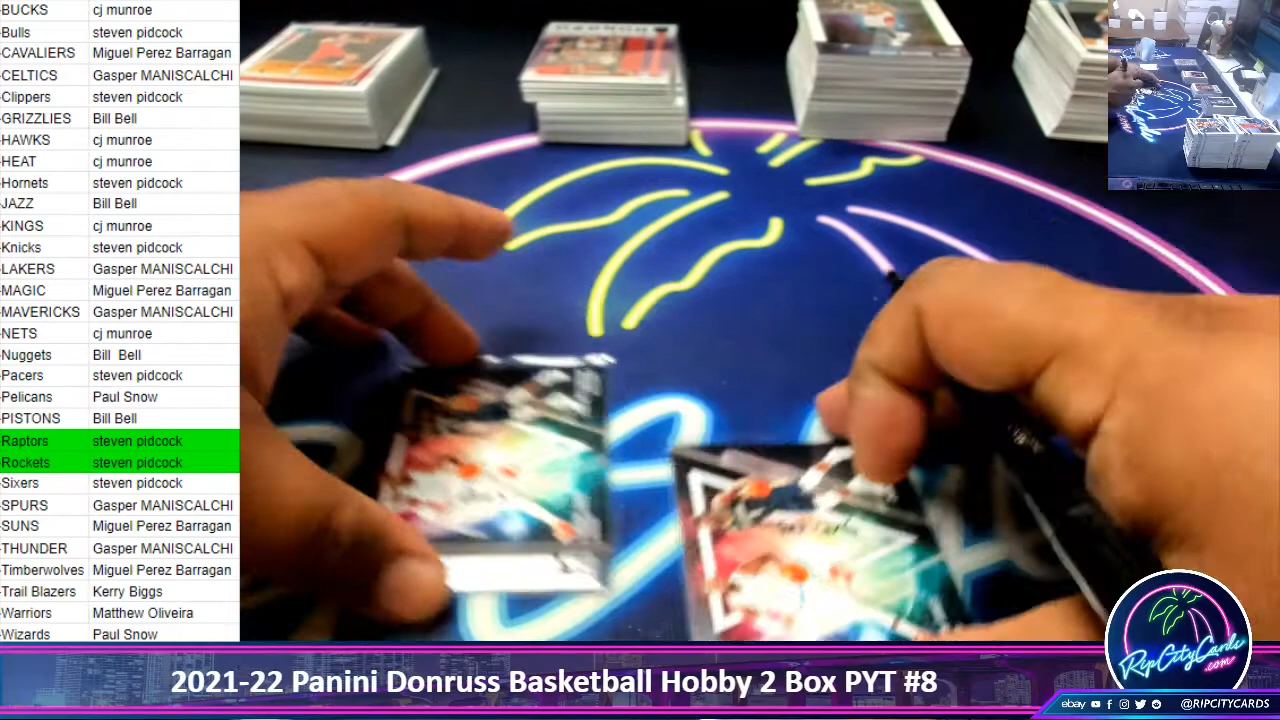 -BUCKS cj munroe
-Bulls steven pidcock
-CAVALIERS Miguel Perez Barragan
-CELTICS Gasper MANISCALCHI
-Clippers steven pidcock
-GRIZZLIES Bill Bell
-HAWKS cj munroe
-HEAT cj munroe
-Hornets steven pidcock
-JAZZ Bill Bell
-KINGS cj munroe
-Knicks steven pidcock
-LAKERS Gasper MANISCALCHI
-MAGIC Miguel Perez Barragan
-MAVERICKS Gasper MANISCALCHI
-NETS cj munroe
-Nuggets Bill Bell
-Pacers steven pidcock
-Pelicans Paul Snow
-PISTONS Bill Bell
-Raptors steven pidcock
-Rockets steven pidcock
-Sixers steven pidcock
-SPURS Gasper MANISCALCHI
-SUNS Miguel Perez Barragan
-THUNDER Gasper MANISCALCHI
-Timberwolves Miguel Perez Barragan
-Trail Blazers Kerry Biggs
-Warriors Matthew Oliveira
-Wizards Paul Snow
RipCityCards
.com
2021-22 Panini Donruss Basketball Hobby 2 Box PYT #8
ebay @RIPCITYCARDS